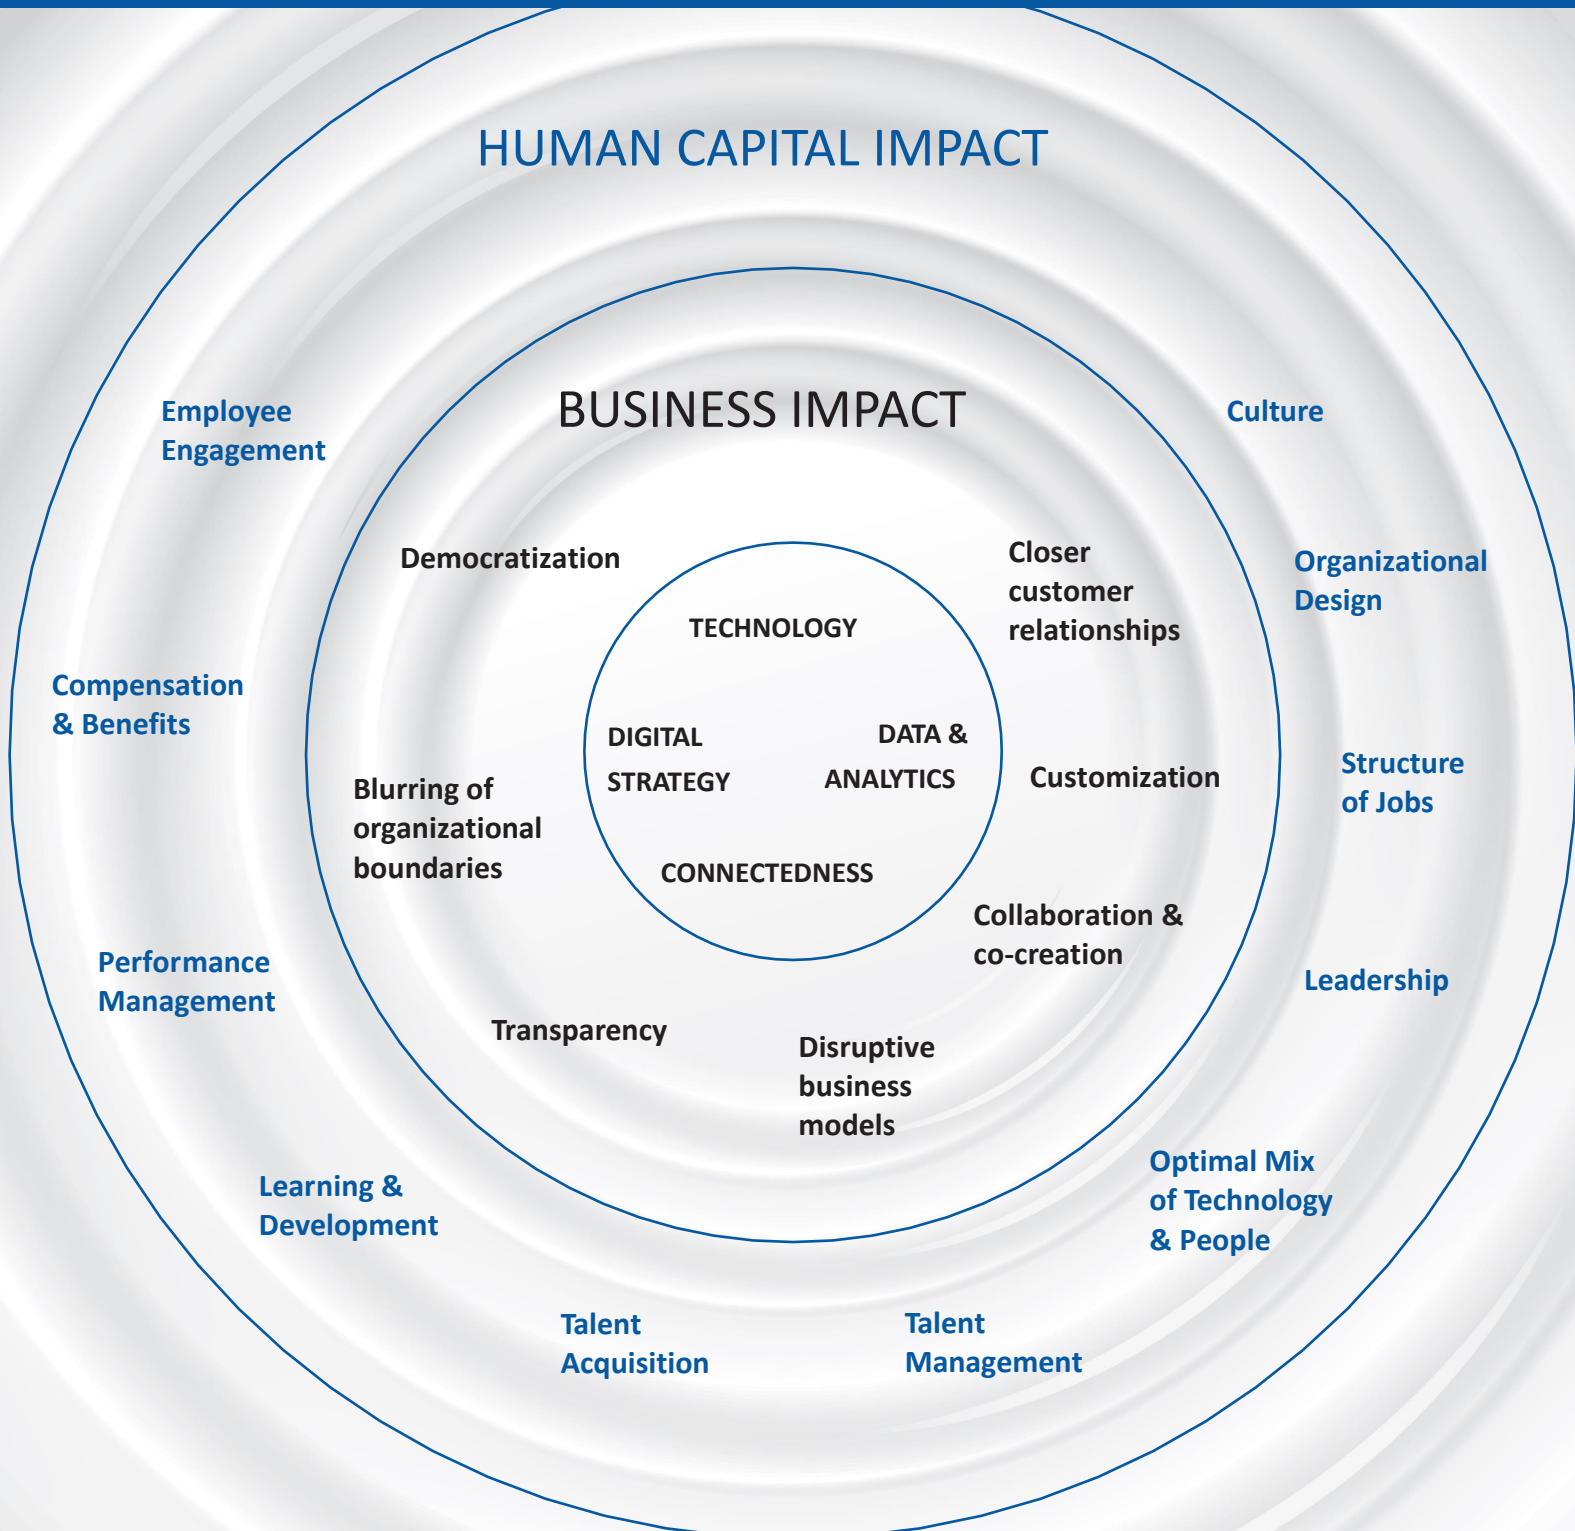 HUMAN CAPITAL IMPACT
Employee
Engagement
Culture
BUSINESS IMPACT
Democratization
Closer
customer
relationships
Organizational
Design
TECHNOLOGY
Compensation
& Benefits
DIGITAL
STRATEGY
DATA &
ANALYTICS
Customization
Structure
of Jobs
Blurring of
organizational
boundaries
CONNECTEDNESS
Collaboration &
co-creation
Performance
Management
Leadership
Transparency
Disruptive
business
models
Learning &
Development
Optimal Mix
of Technology
& People
Talent
Acquisition
Talent
Management